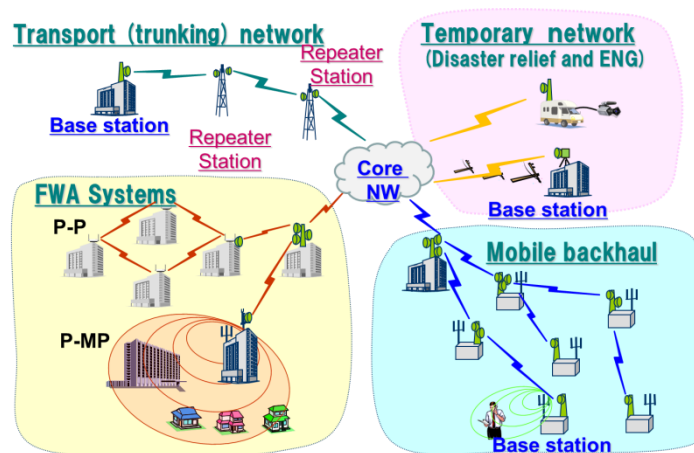 Transport (trunking) network
Repeater
Station
Base station
Repeater
Station
Temporary network
(Disaster relief and ENG)
Core
NW
Base station
FWA Systems
P-P
P-MP
Mobile backhaul
Base station